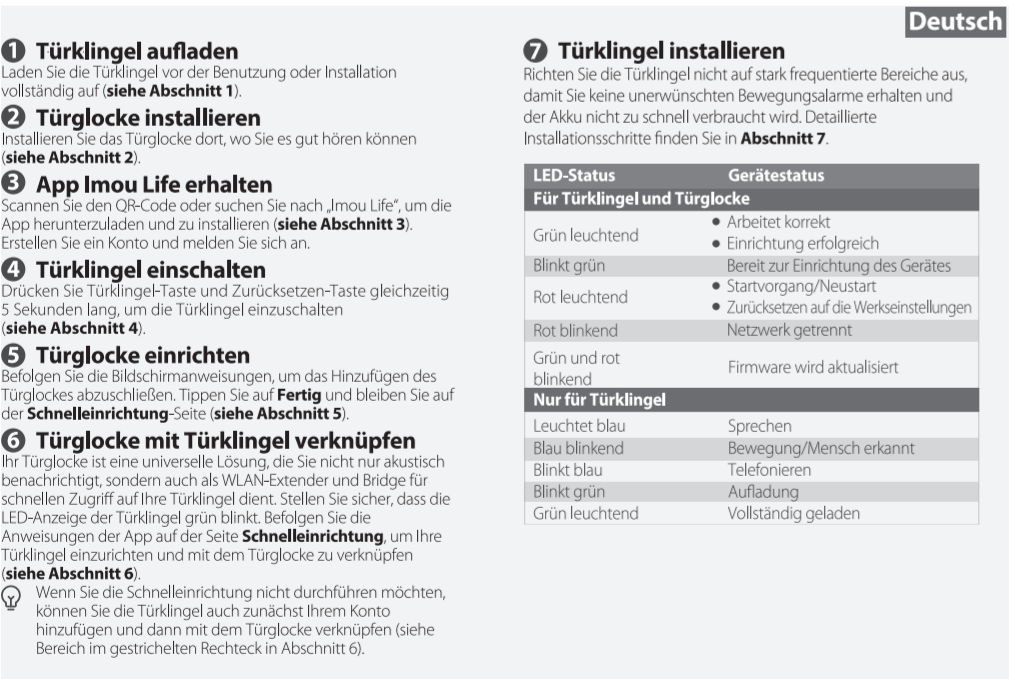 Deutsch
❶ Türklingel aufladen
Laden Sie die Türklingel vor der Benutzung oder Installation
vollständig auf (siehe Abschnitt 1).
❷ Türglocke installieren
Installieren Sie das Türglocke dort, wo Sie es gut hören können
(siehe Abschnitt 2).
❸ App Imou Life erhalten
Scannen Sie den QR-Code oder suchen Sie nach „Imou Life“, um die
App herunterzuladen und zu installieren (siehe Abschnitt 3).
Erstellen Sie ein Konto und melden Sie sich an.
❹ Türklingel einschalten
Drücken Sie Türklingel-Taste und Zurücksetzen-Taste gleichzeitig
5 Sekunden lang, um die Türklingel einzuschalten
(siehe Abschnitt 4).
❺ Türglocke einrichten
Befolgen Sie die Bildschirmanweisungen, um das Hinzufügen des
Türglockes abzuschließen. Tippen Sie auf Fertig und bleiben Sie auf
der Schnelleinrichtung-Seite (siehe Abschnitt 5).
❻ Türglocke mit Türklingel verknüpfen
Ihr Türglocke ist eine universelle Lösung, die Sie nicht nur akustisch
benachrichtigt, sondern auch als WLAN-Extender und Bridge für
schnellen Zugriff auf Ihre Türklingel dient. Stellen Sie sicher, dass die
LED-Anzeige der Türklingel grün blinkt. Befolgen Sie die
Anweisungen der App auf der Seite Schnelleinrichtung, um Ihre
Türklingel einzurichten und mit dem Türglocke zu verknüpfen
(siehe Abschnitt 6).
Wenn Sie die Schnelleinrichtung nicht durchführen möchten,
können Sie die Türklingel auch zunächst Ihrem Konto
hinzufügen und dann mit dem Türglocke verknüpfen (siehe
Bereich im gestrichelten Rechteck in Abschnitt 6).
❼ Türklingel installieren
Richten Sie die Türklingel nicht auf stark frequentierte Bereiche aus,
damit Sie keine unerwünschten Bewegungsalarme erhalten und
der Akku nicht zu schnell verbraucht wird. Detaillierte
Installationsschritte finden Sie in Abschnitt 7.
LED-Status Gerätestatus
Für Türklingel und Türglocke
Grün leuchtend
• Arbeitet korrekt
• Einrichtung erfolgreich
Blinkt grün Bereit zur Einrichtung des Gerätes
Rot leuchtend
• Startvorgang/Neustart
• Zurücksetzen auf die Werkseinstellungen
Rot blinkend Netzwerk getrennt
Grün und rot
blinkend
Firmware wird aktualisiert
Nur für Türklingel
Leuchtet blau Sprechen
Blau blinkend Bewegung/Mensch erkannt
Blinkt blau Telefonieren
Blinkt grün Aufladung
Grün leuchtend Vollständig geladen